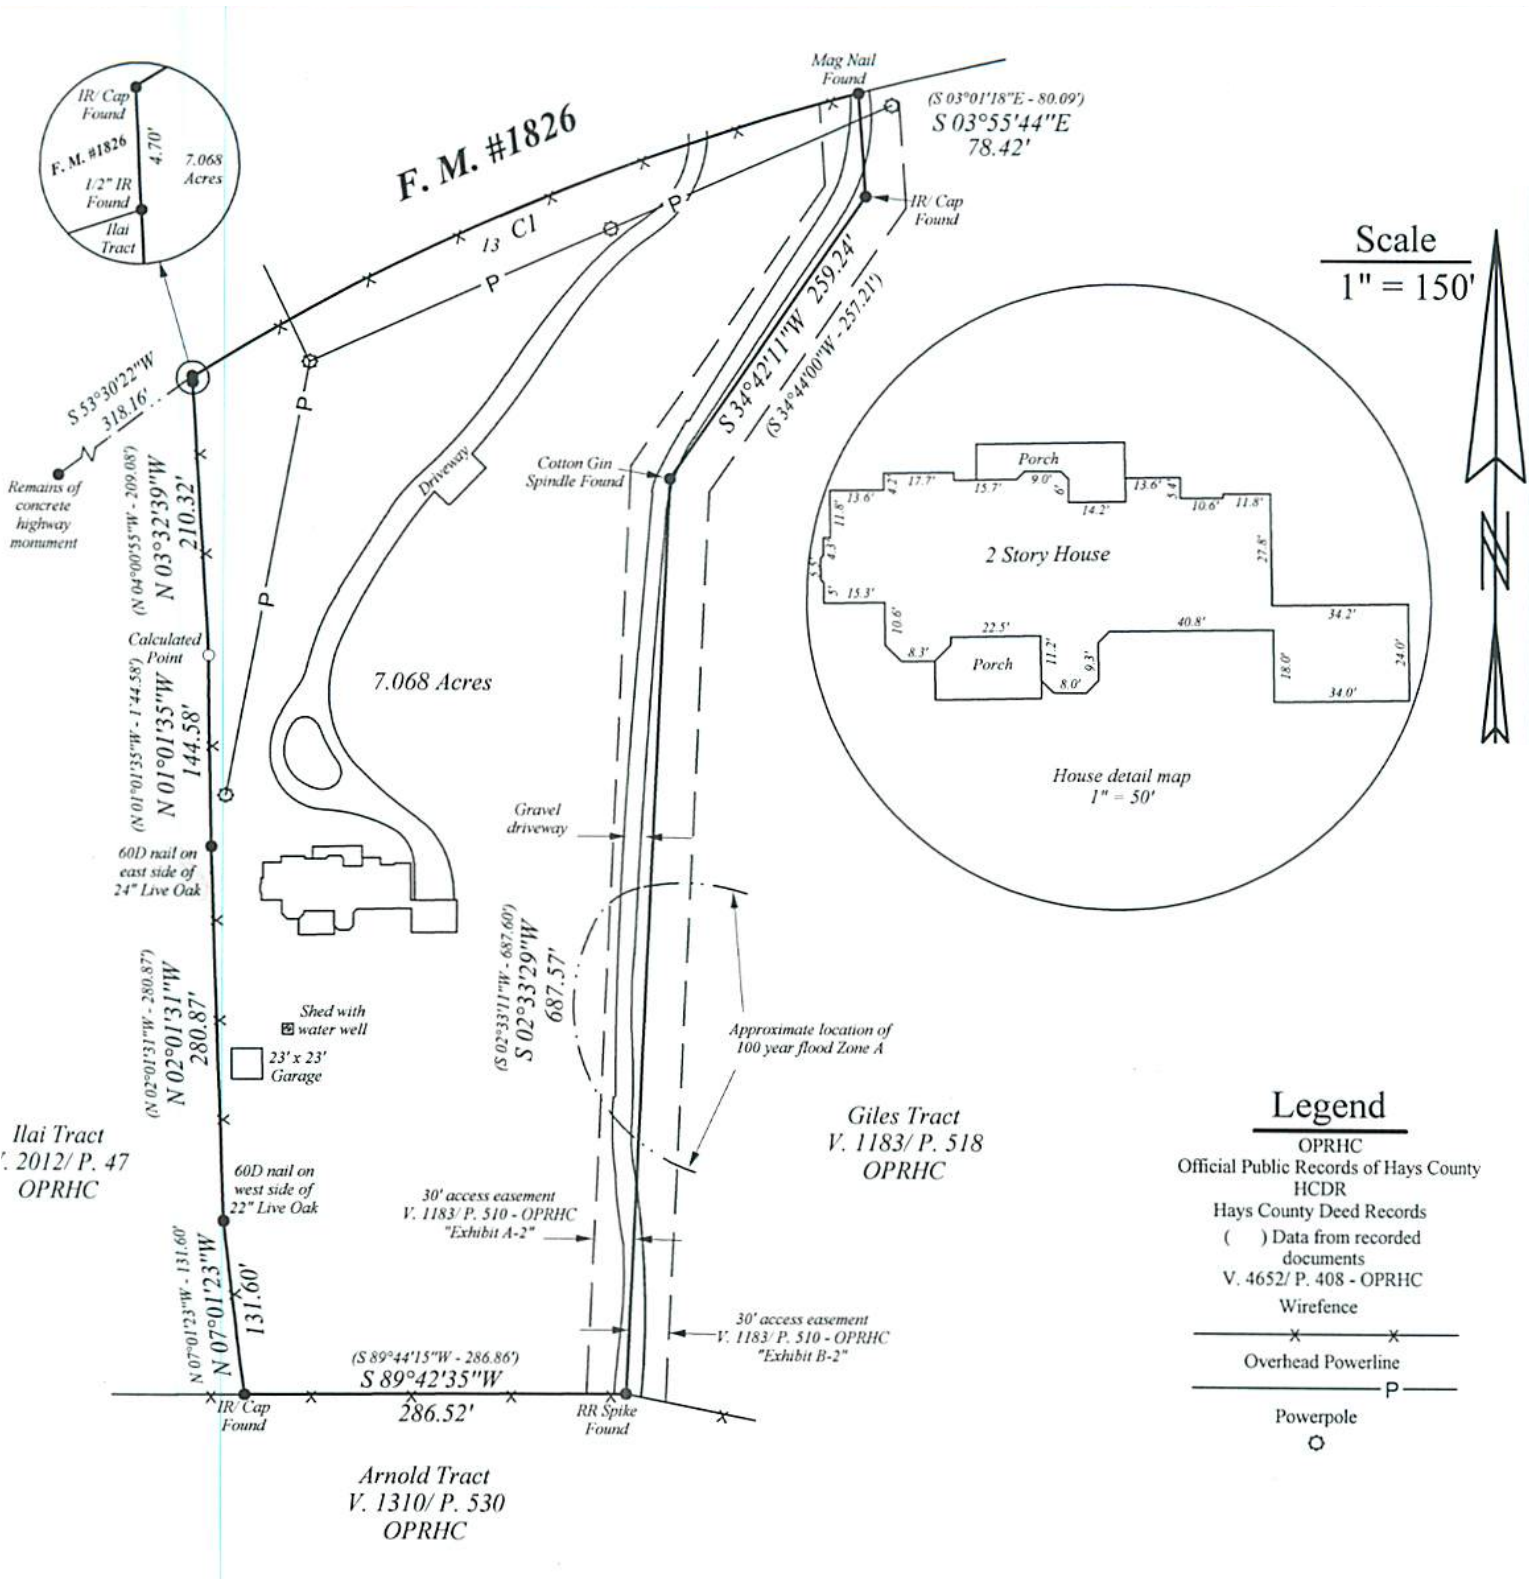 Mag Nail
Found
(S 03°01'18"E - 80.09')
S 03°55'44"E
78.42'
IR/ Cap
Found
F. M. #1826
4.70'
7.068
Acres
1/2" IR
Found
Ilai
Tract
F. M. #1826
13 C1
P
P
P
P
IR/ Cap
Found
Scale
1" = 150'
S 34°42'11"W 259.24'
(S 34°44'00"W - 257.21')
S 53°30'22"W
318.16'
Remains of
concrete
highway
monument
(N 04°00'55"W - 209.08')
N 03°32'39"W
210.32'
Driveway
Cotton Gin
Spindle Found
Porch
13.6'
4.2'
17.7'
15.7'
9.0'
6'
14.2'
13.6'
5.4'
10.6'
11.8'
11.8'
4.3'
5.5'
5'
15.3'
2 Story House
27.8'
10.6'
8.3'
22.5'
Porch
11.2'
8.0'
9.3'
40.8'
18.0'
34.2'
24.0'
34.0'
House detail map
1" = 50'
N
Calculated
Point
(N 01°01'35"W - 1'44.58')
N 01°01'35"W
144.58'
7.068 Acres
60D nail on
east side of
24" Live Oak
Gravel
driveway
(S 02°33'11"W - 687.60')
S 02°33'29"W
687.57'
(N 02°01'31"W - 280.87')
N 02°01'31"W
280.87'
Shed with
water well
23' x 23'
Garage
Approximate location of
100 year flood Zone A
Ilai Tract
. 2012/ P. 47
OPRHC
Giles Tract
V. 1183/ P. 518
OPRHC
60D nail on
west side of
22" Live Oak
30' access easement
V. 1183/ P. 510 - OPRHC
"Exhibit A-2"
N 07°01'23"W - 131.60'
N 07°01'23"W
131.60'
30' access easement
V. 1183/ P. 510 - OPRHC
"Exhibit B-2"
(S 89°44'15"W - 286.86')
S 89°42'35"W
286.52'
IR/ Cap
Found
RR Spike
Found
Arnold Tract
V. 1310/ P. 530
OPRHC
Legend
OPRHC
Official Public Records of Hays County
HCDR
Hays County Deed Records
( ) Data from recorded
documents
V. 4652/ P. 408 - OPRHC
Wirefence
Overhead Powerline
P
Powerpole